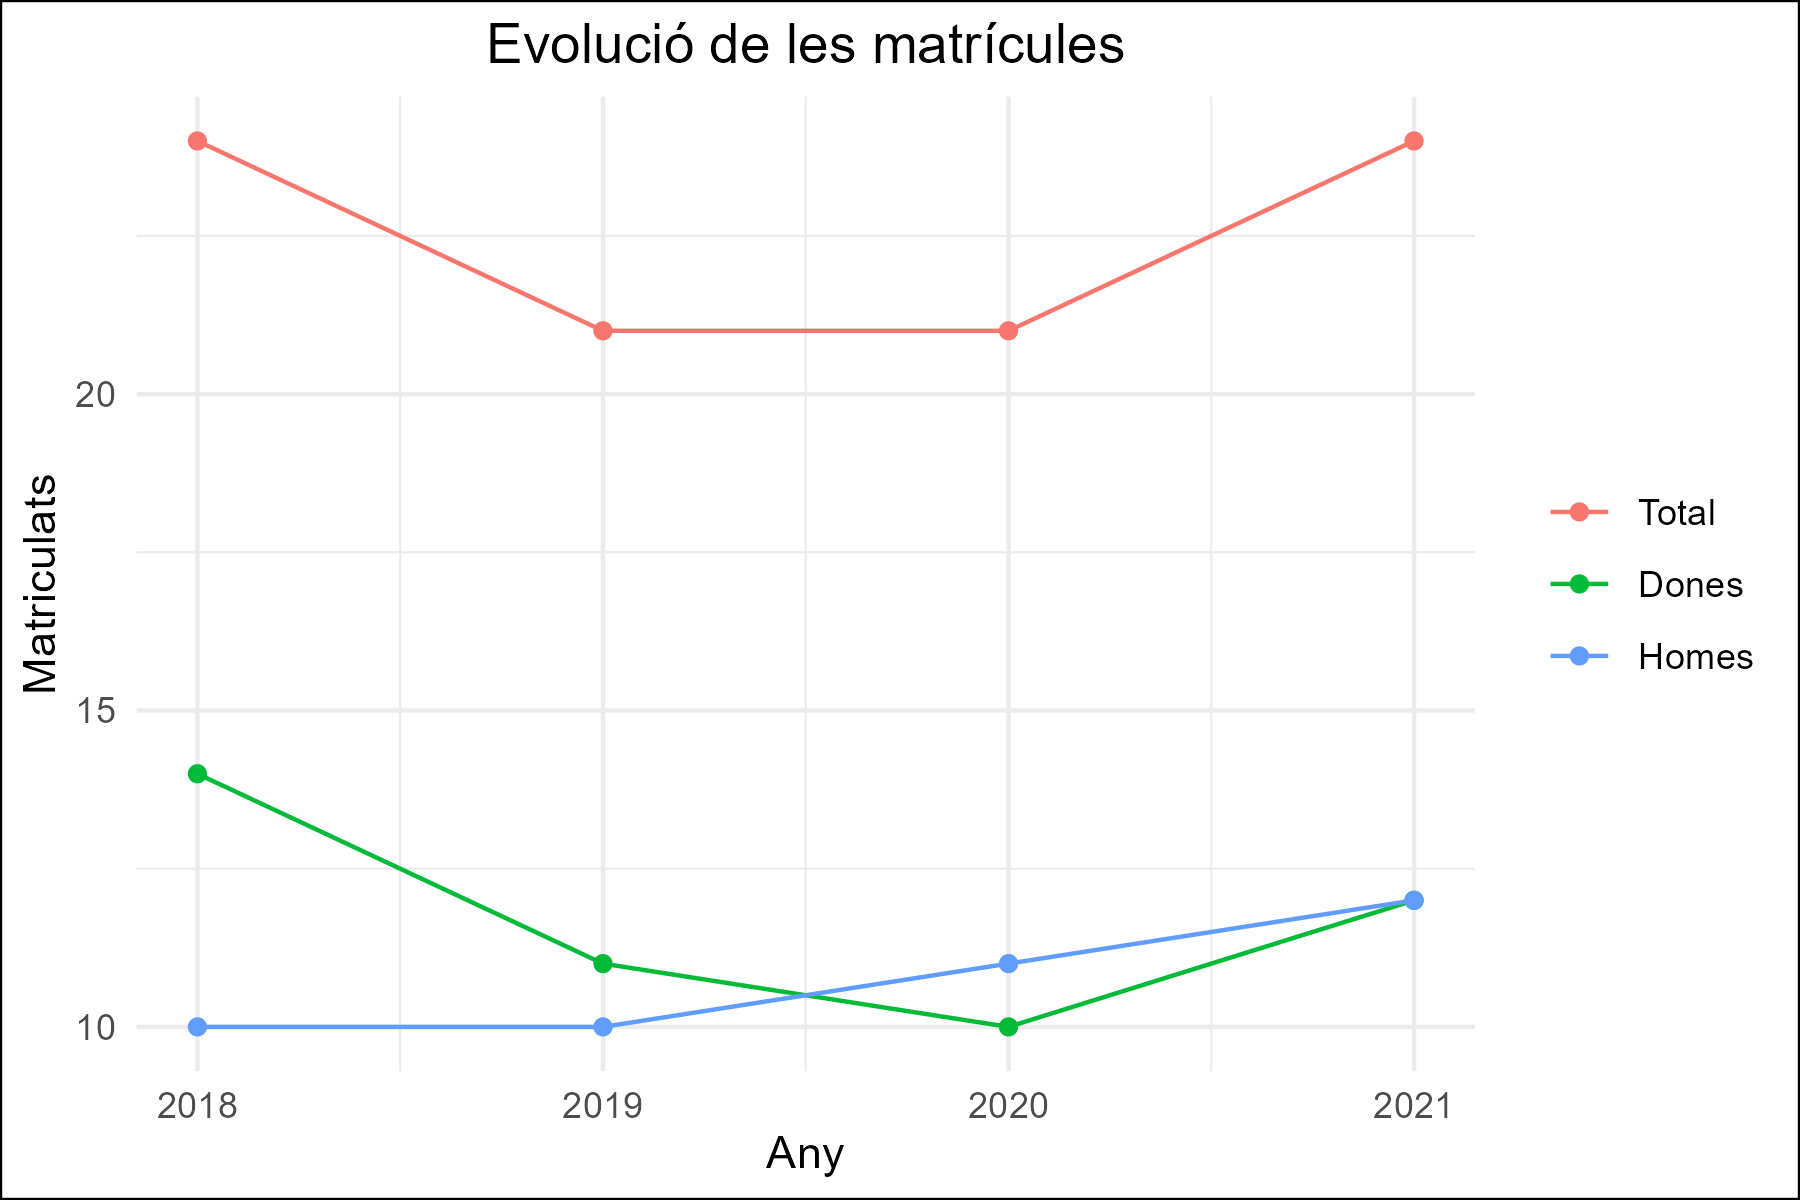 Evolució de les matrícules
Matriculats
20
15
10
2018
2019
2020
2021
Any
Total
Dones
Homes